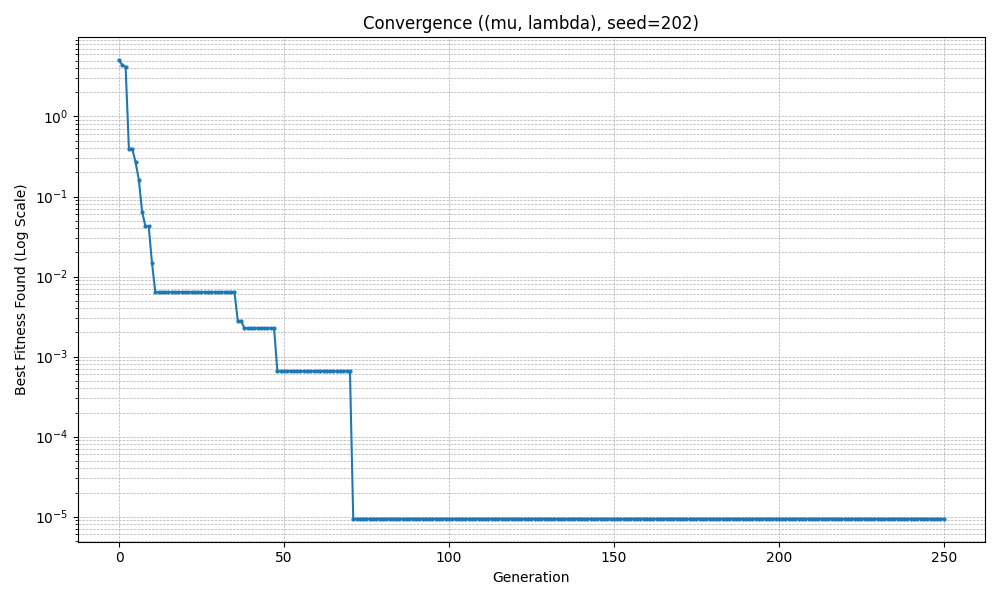 Convergence ((mu, lambda), seed=202)
Best Fitness Found (Log Scale)
10^0
10^-1
10^-2
10^-3
10^-4
10^-5
0 50 100 150 200 250
Generation